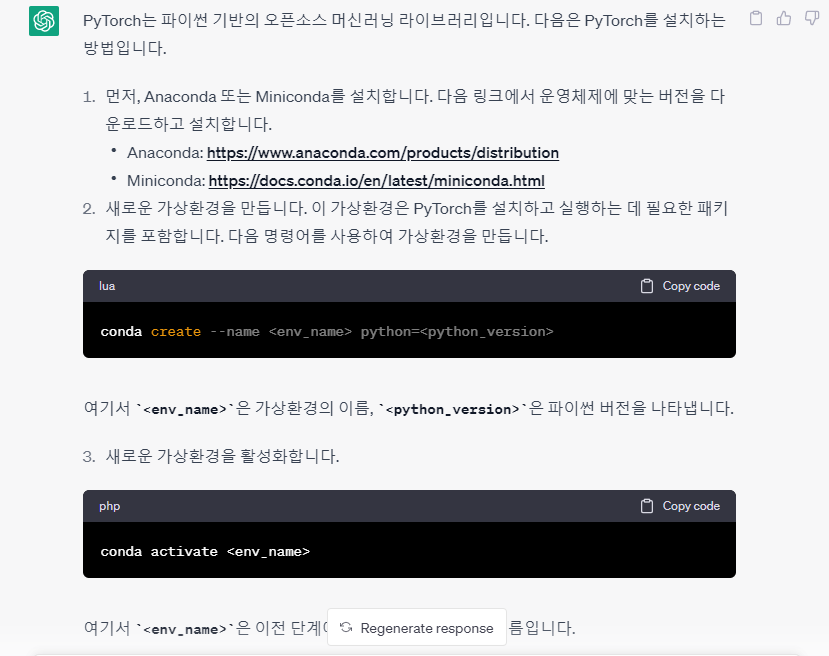 PyTorch는 파이썬 기반의 오픈소스 머신러닝 라이브러리입니다. 다음은 PyTorch를 설치하는
방법입니다.
1. 먼저, Anaconda 또는 Miniconda를 설치합니다. 다음 링크에서 운영체제에 맞는 버전을 다
운로드하고 설치합니다.
• Anaconda: https://www.anaconda.com/products/distribution
• Miniconda: https://docs.conda.io/en/latest/miniconda.html
2. 새로운 가상환경을 만듭니다. 이 가상환경은 PyTorch를 설치하고 실행하는 데 필요한 패키
지를 포함합니다. 다음 명령어를 사용하여 가상환경을 만듭니다.
lua Copy code
conda create --name <env_name> python=<python_version>
여기서 `<env_name>`은 가상환경의 이름, `<python_version>`은 파이썬 버전을 나타냅니다.
3. 새로운 가상환경을 활성화합니다.
php Copy code
conda activate <env_name>
여기서 `<env_name>`은 이전 Regenerate response 름입니다.